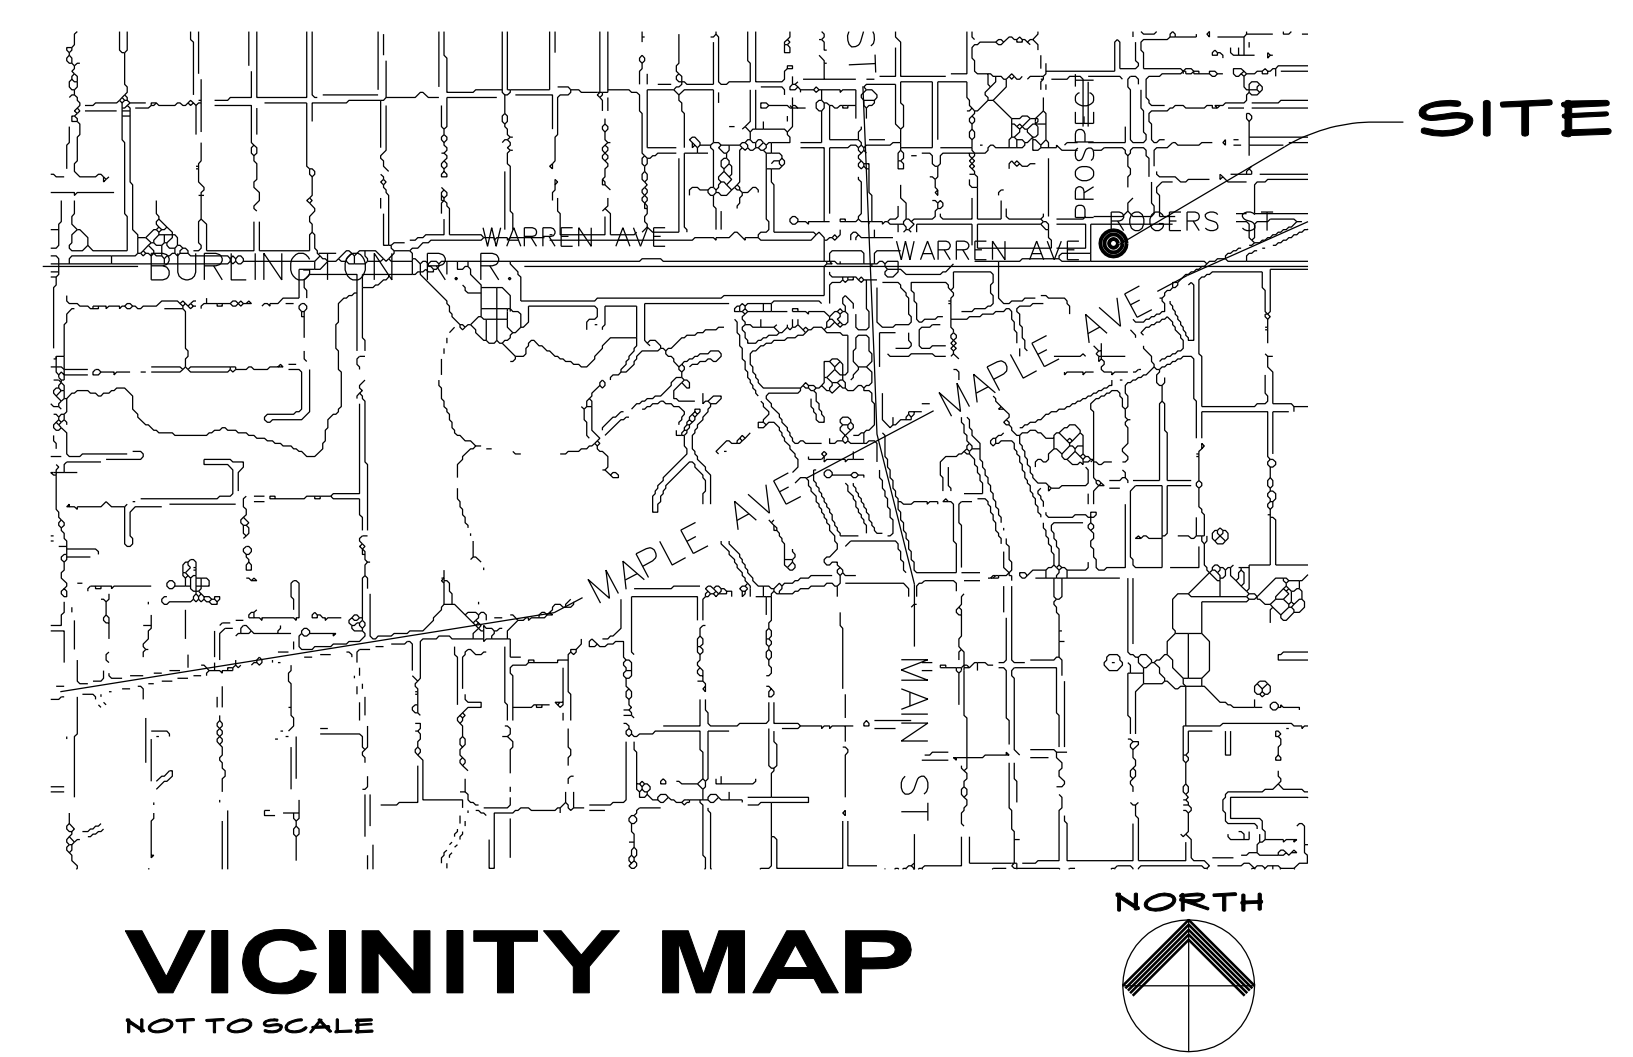 ST
SITE
PROSPECT
ROGERS ST
WARREN AVE
WARREN AVE
BURLINGTON R. R.
MAPLE AVE
MAPLE AVE
MAIN ST
NORTH
VICINITY MAP
NOT TO SCALE